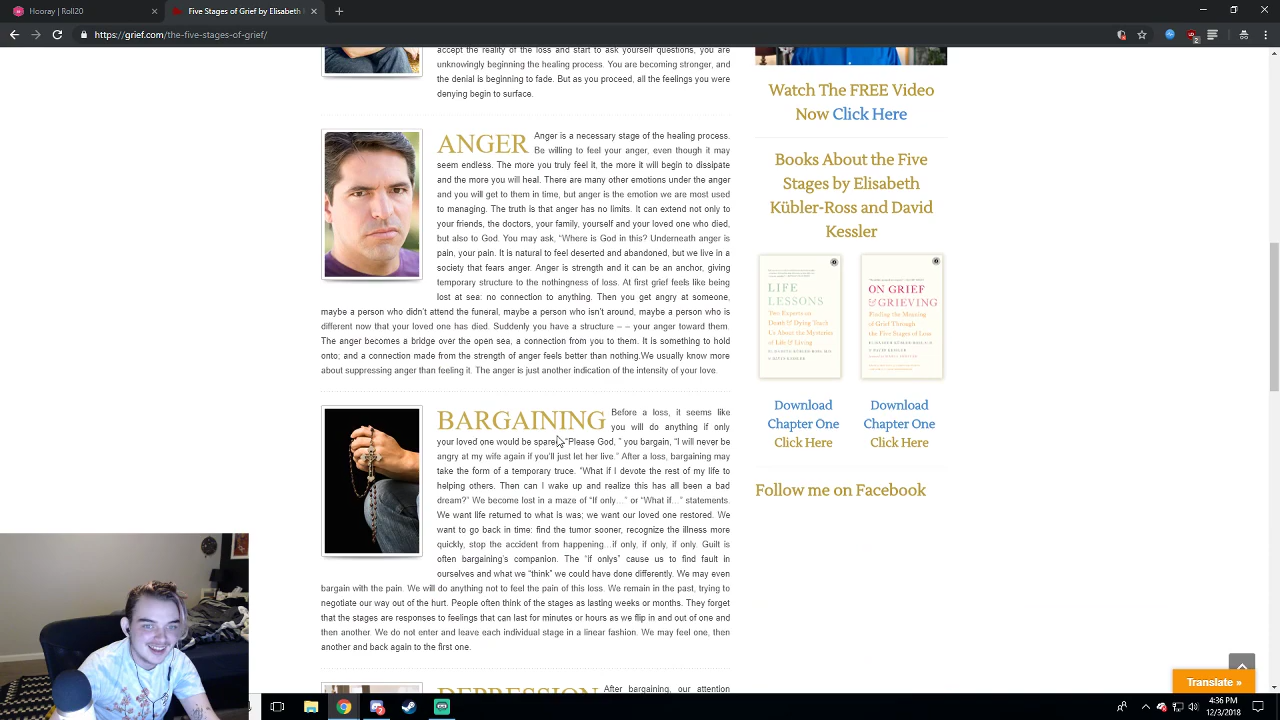 Hooray | Roll20
Five Stages of Grief by Elisabeth
https://grief.com/the-five-stages-of-grief/
accept the reality of the loss and start to ask yourself questions, you are
unknowingly beginning the healing process. You are becoming stronger, and
the denial is beginning to fade. But as you proceed, all the feelings you were
denying begin to surface.
ANGER Anger is a necessary stage of the healing process.
Be willing to feel your anger, even though it may
seem endless. The more you truly feel it, the more it will begin to dissipate
and the more you will heal. There are many other emotions under the anger
and you will get to them in time, but anger is the emotion we are most used
to managing. The truth is that anger has no limits. It can extend not only to
your friends, the doctors, your family, yourself and your loved one who died,
but also to God. You may ask, “Where is God in this? Underneath anger is
pain, your pain. It is natural to feel deserted and abandoned, but we live in a
society that fears anger. Anger is strength and it can be an anchor, giving
temporary structure to the nothingness of loss. At first grief feels like being
lost at sea: no connection to anything. Then you get angry at someone,
maybe a person who didn’t attend the funeral, maybe a person who isn’t around, maybe a person who is
different now that your loved one has died. Suddenly you have a structure – – your anger toward them.
The anger becomes a bridge over the open sea, a connection from you to them. It is something to hold
onto; and a connection made from the strength of anger feels better than nothing. We usually know more
about suppressing anger than feeling it. The anger is just another indication of the intensity of your love.
BARGAINING Before a loss, it seems like
you will do anything if only
your loved one would be spared. “Please God, ” you bargain, “I will never be
angry at my wife again if you’ll just let her live.” After a loss, bargaining may
take the form of a temporary truce. “What if I devote the rest of my life to
helping others. Then can I wake up and realize this has all been a bad
dream?” We become lost in a maze of “If only…” or “What if…” statements.
We want life returned to what is was; we want our loved one restored. We
want to go back in time: find the tumor sooner, recognize the illness more
quickly, stop the accident from happening…if only, if only, if only. Guilt is
often bargaining’s companion. The “if onlys” cause us to find fault in
ourselves and what we “think” we could have done differently. We may even
bargain with the pain. We will do anything not to feel the pain of this loss. We remain in the past, trying to
negotiate our way out of the hurt. People often think of the stages as lasting weeks or months. They forget
that the stages are responses to feelings that can last for minutes or hours as we flip in and out of one and
then another. We do not enter and leave each individual stage in a linear fashion. We may feel one, then
another and back again to the first one.
DEPRESSION After bargaining, our attention
Watch The FREE Video
Now Click Here
Books About the Five
Stages by Elisabeth
Kübler-Ross and David
Kessler
LIFE
LESSONS
Two Experts on
Death & Dying Teach
Us About the Mysteries
of Life & Living
ON GRIEF
& GRIEVING
Finding the Meaning
of Grief Through
the Five Stages of Loss
Download
Chapter One
Click Here
Download
Chapter One
Click Here
Follow me on Facebook
Translate »
4:36 PM
12/3/2018